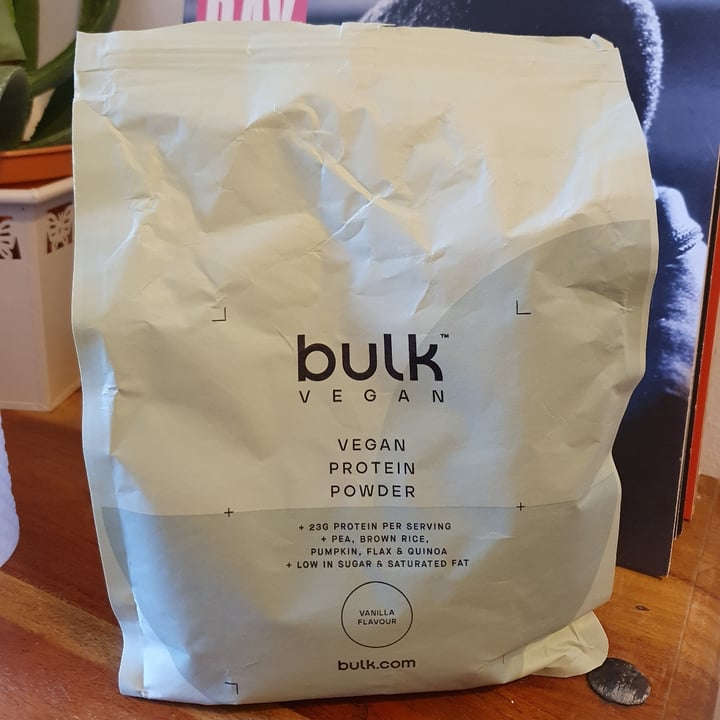 DAY
bulk™
VEGAN
VEGAN
PROTEIN
POWDER
+ 23G PROTEIN PER SERVING
+ PEA, BROWN RICE,
PUMPKIN, FLAX & QUINOA
+ LOW IN SUGAR & SATURATED FAT
VANILLA
FLAVOUR
bulk.com